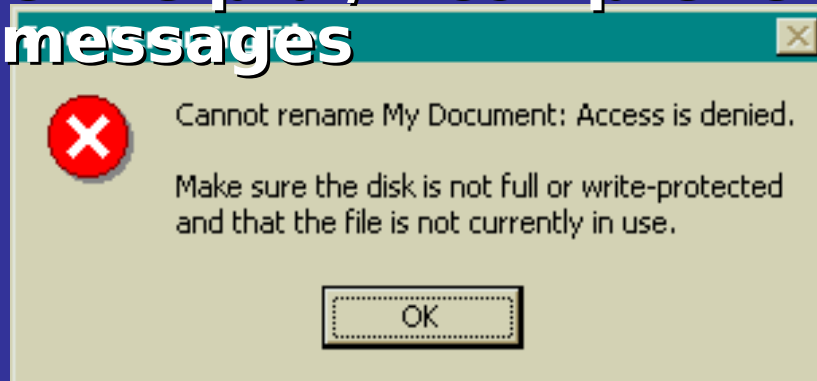 messages
Cannot rename My Document: Access is denied.
Make sure the disk is not full or write-protected
and that the file is not currently in use.
OK